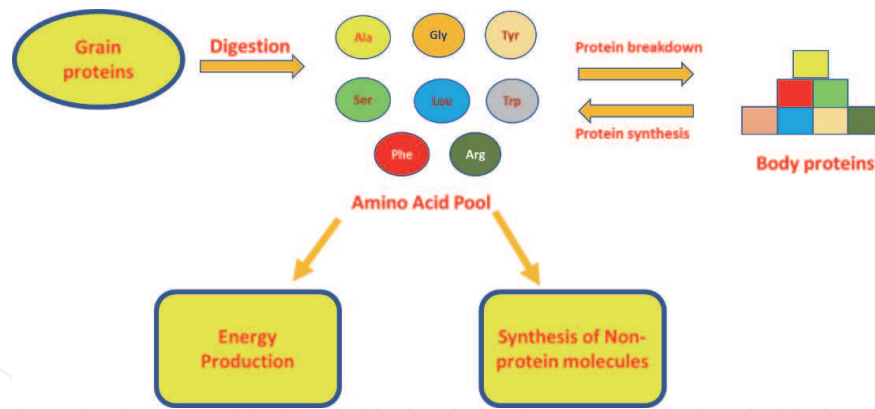 Grain
proteins
Digestion
Ala
Gly
Tyr
Ser
Leu
Trp
Phe
Arg
Amino Acid Pool
Protein breakdown
Protein synthesis
Body proteins
Energy
Production
Synthesis of Non-
protein molecules